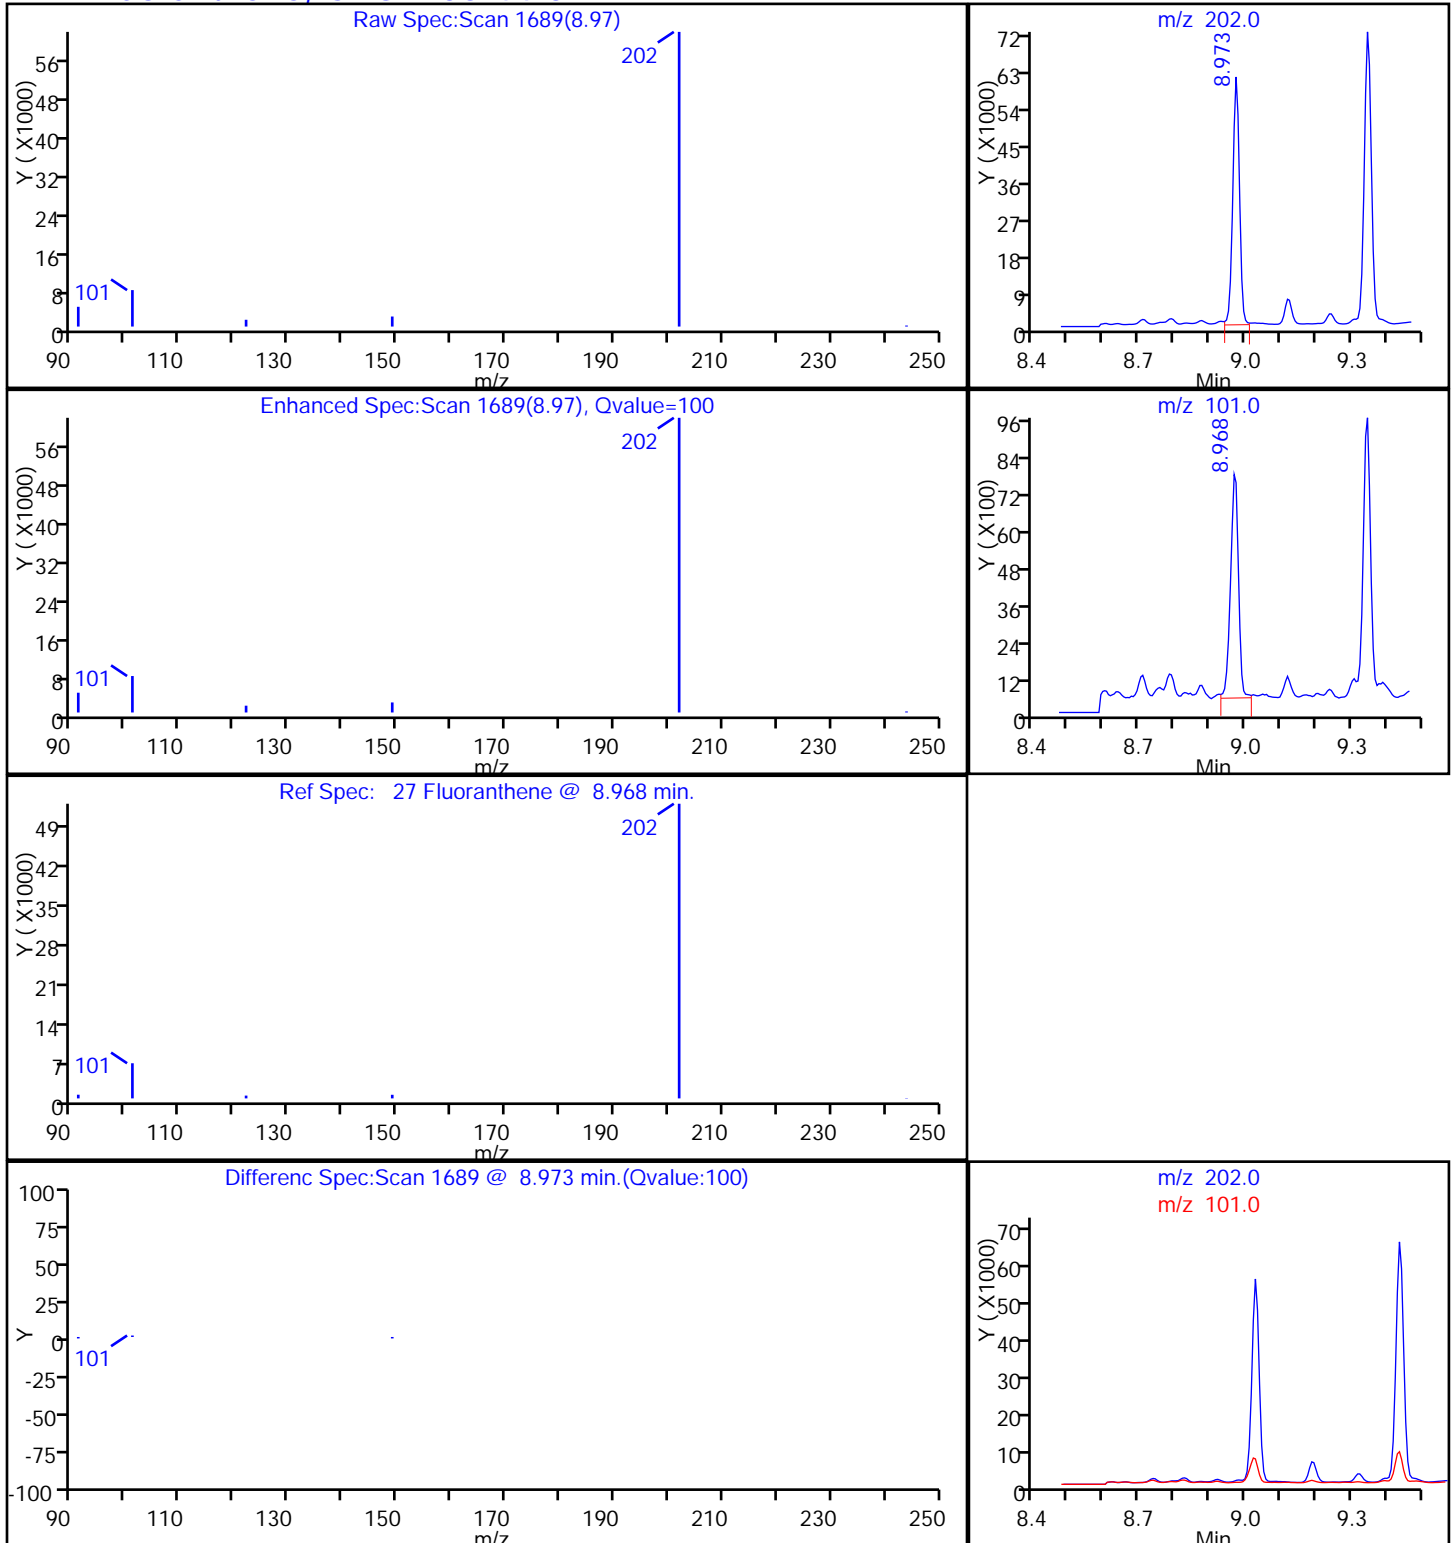 Raw Spec:Scan 1689(8.97)
202
101
Y ( X1000)
56
48
40
32
24
16
8
0
90 110 130 150 170 190 210 230 250
m/z
m/z 202.0
8.973
Y ( X1000)
72
63
54
45
36
27
18
9
0
8.4 8.7 9.0 9.3
Min
Enhanced Spec:Scan 1689(8.97), Qvalue=100
202
101
Y ( X1000)
56
48
40
32
24
16
8
0
90 110 130 150 170 190 210 230 250
m/z
m/z 101.0
8.968
Y ( X100)
96
84
72
60
48
36
24
12
0
8.4 8.7 9.0 9.3
Min
Ref Spec: 27 Fluoranthene @ 8.968 min.
202
101
Y ( X1000)
49
42
35
28
21
14
7
0
90 110 130 150 170 190 210 230 250
m/z
Differenc Spec:Scan 1689 @ 8.973 min.(Qvalue:100)
101
Y
100
75
50
25
0
-25
-50
-75
-100
90 110 130 150 170 190 210 230 250
m/z
m/z 202.0
m/z 101.0
Y ( X1000)
70
60
50
40
30
20
10
0
8.4 8.7 9.0 9.3
Min